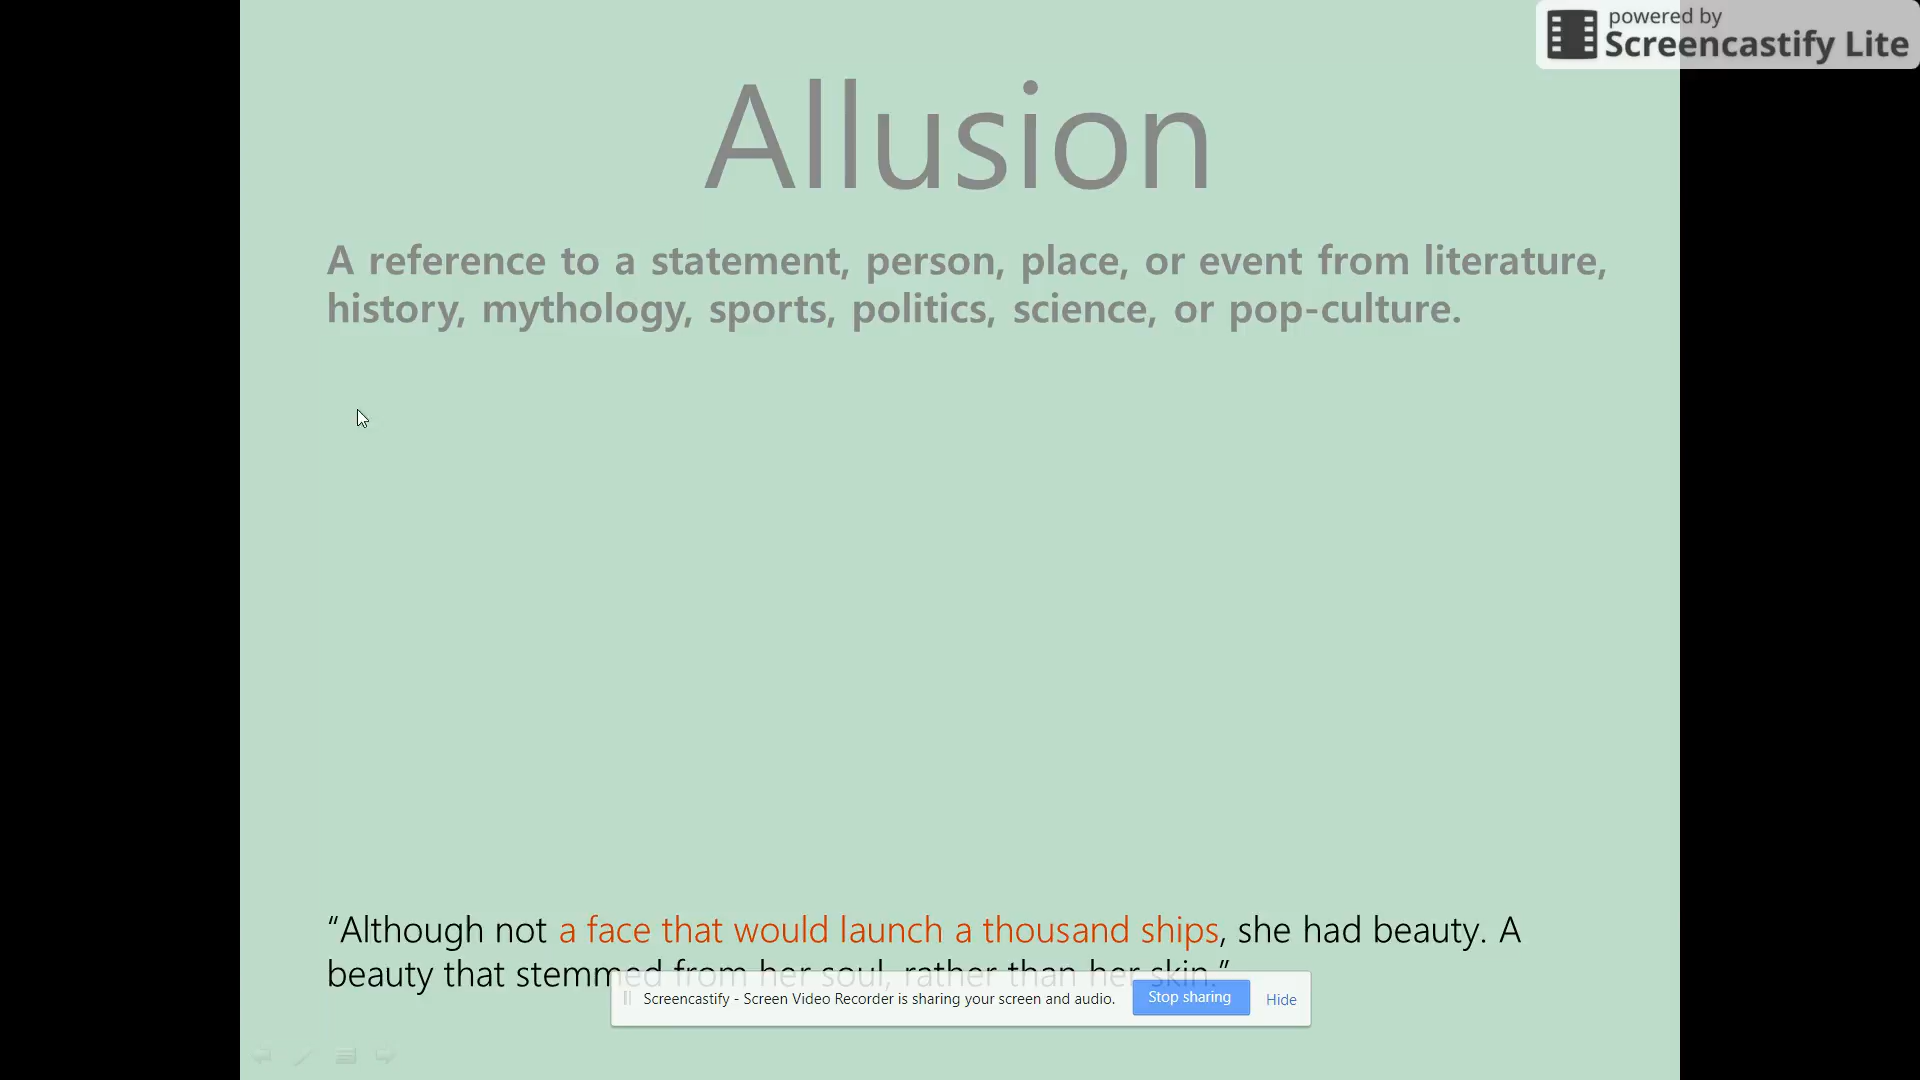 powered by
Screencastify Lite
Allusion
A reference to a statement, person, place, or event from literature,
history, mythology, sports, politics, science, or pop-culture.
“Although not a face that would launch a thousand ships, she had beauty. A
beauty that stemmed from her soul, rather than her skin.”
Screencastify - Screen Video Recorder is sharing your screen and audio.
Stop sharing
Hide